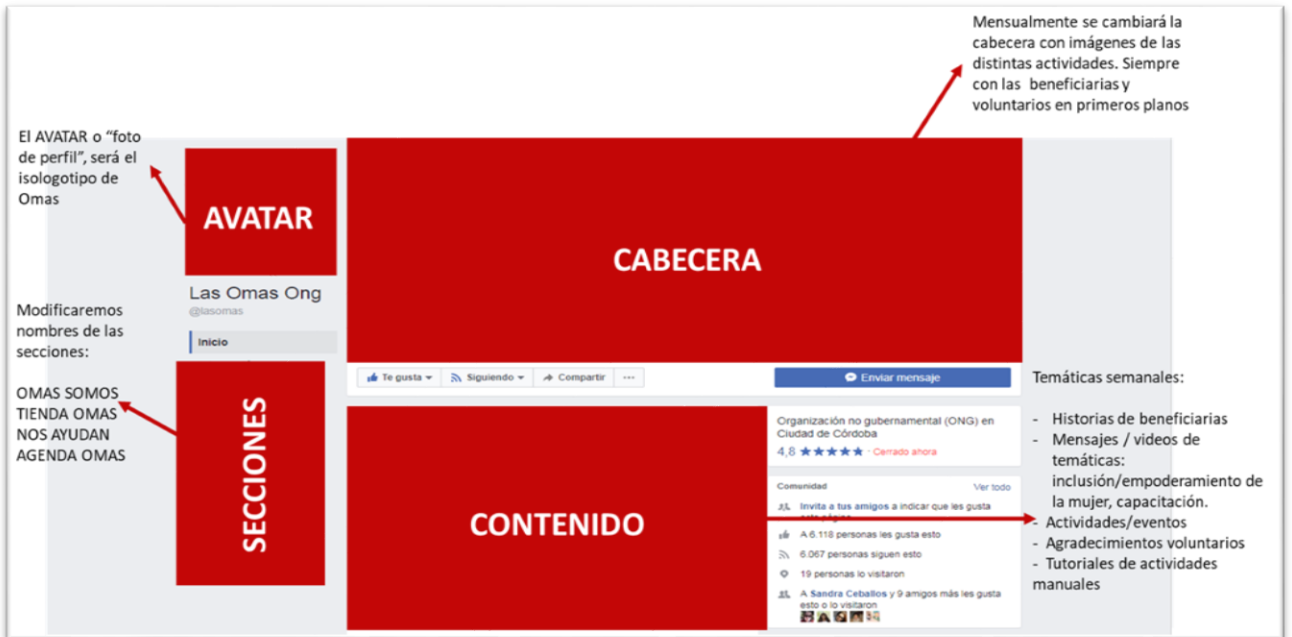 Mensualmente se cambiará la
cabecera con imágenes de las
distintas actividades. Siempre
con las beneficiarias y
voluntarios en primeros planos
El AVATAR o “foto
de perfil”, será el
isologotipo de
Omas
AVATAR
CABECERA
Las Omas Ong
@lasomas
Inicio
Modificaremos
nombres de las
secciones:
OMAS SOMOS
TIENDA OMAS
NOS AYUDAN
AGENDA OMAS
SECCIONES
Te gusta
Siguiendo
Compartir
Enviar mensaje
CONTENIDO
Organización no gubernamental (ONG) en
Ciudad de Córdoba
4,8 ★★★★★ · Cerrado ahora
Comunidad
Ver todo
Invita a tus amigos a indicar que les gusta
esta página
A 6.118 personas les gusta esto
6.067 personas siguen esto
19 personas lo visitaron
A Sandra Ceballos y 9 amigos más les gusta
esto o lo visitaron
Temáticas semanales:
- Historias de beneficiarias
- Mensajes / videos de
temáticas:
inclusión/empoderamiento de
la mujer, capacitación.
- Actividades/eventos
- Agradecimientos voluntarios
- Tutoriales de actividades
manuales